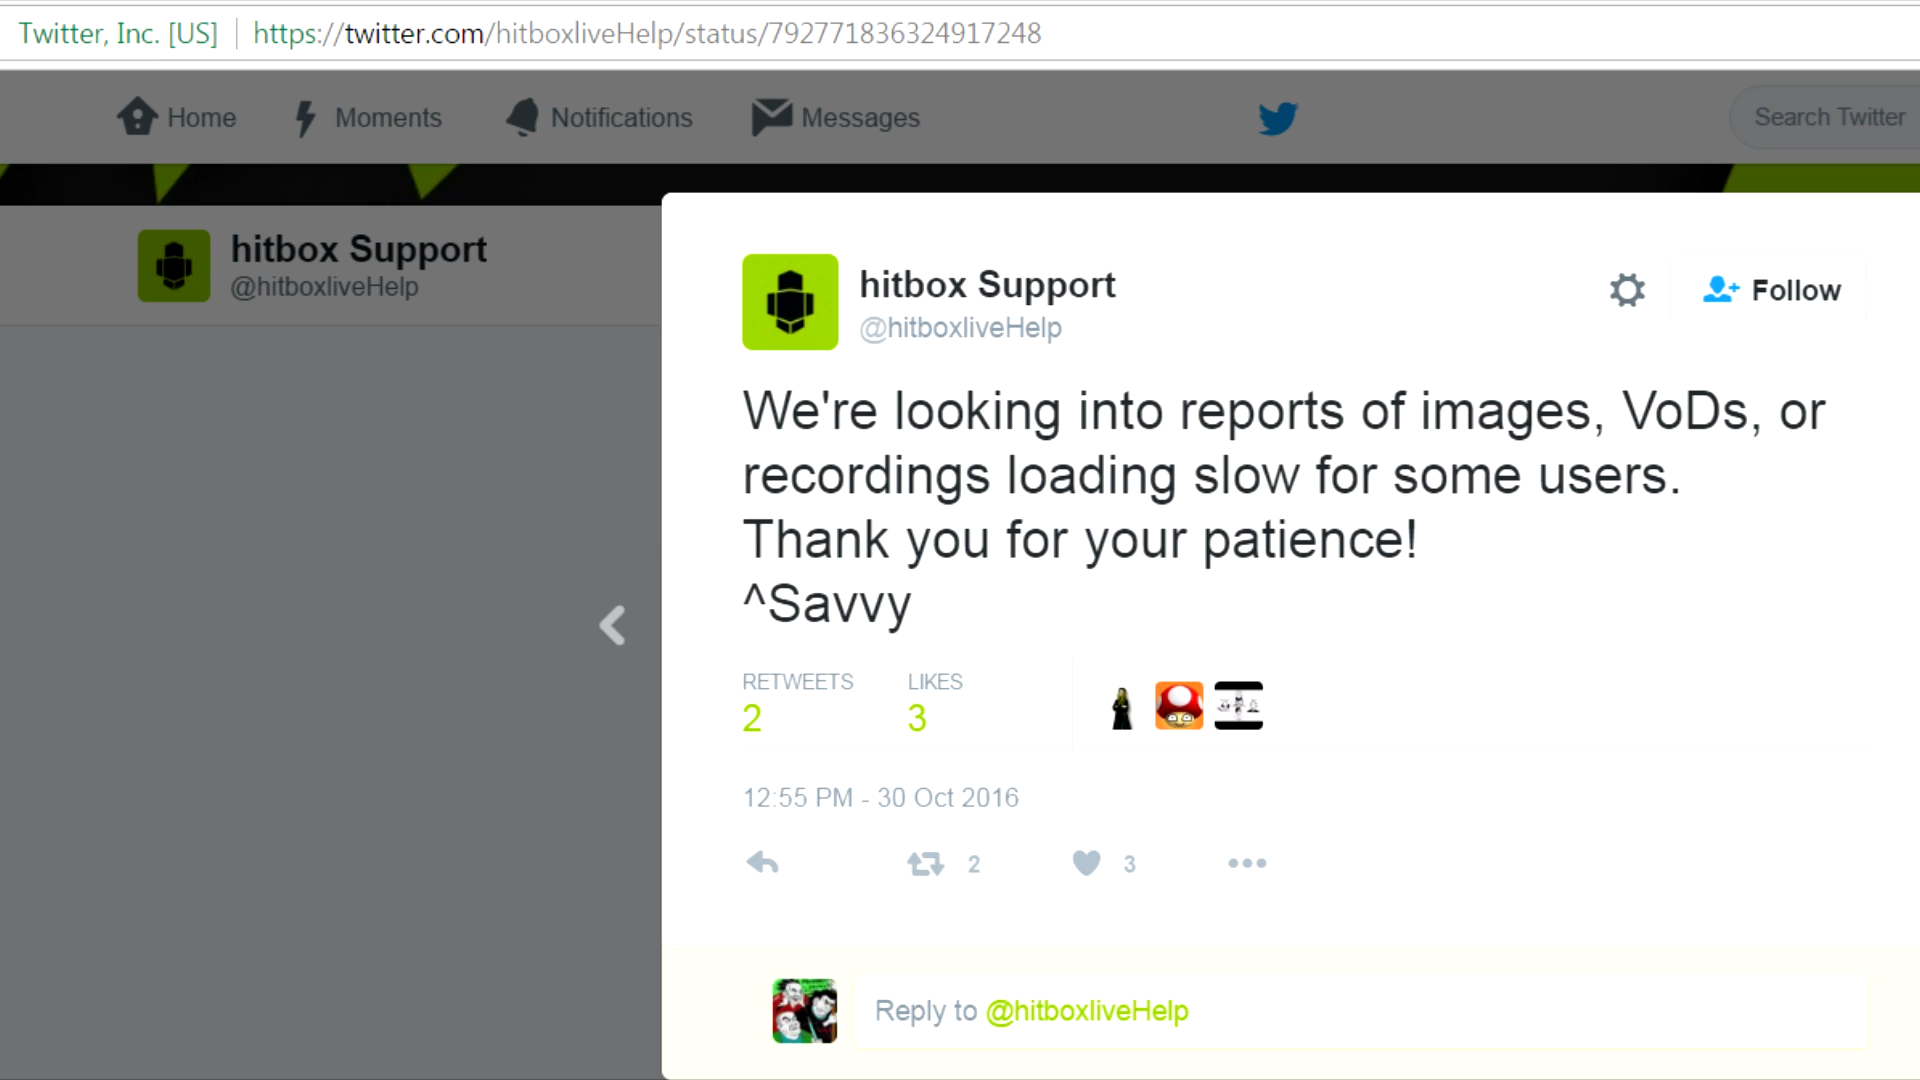 Twitter, Inc. [US] https://twitter.com/hitboxliveHelp/status/792771836324917248
Home Moments Notifications Messages Search Twitter
hitbox Support
@hitboxliveHelp
hitbox Support
@hitboxliveHelp
Follow
We're looking into reports of images, VoDs, or
recordings loading slow for some users.
Thank you for your patience!
^Savvy
RETWEETS LIKES
2 3
12:55 PM - 30 Oct 2016
2 3
Reply to @hitboxliveHelp